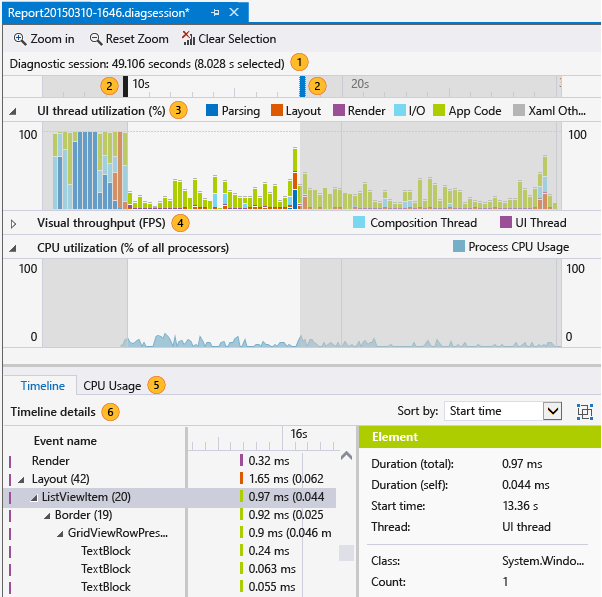 Report20150310-1646.diagsession*
Zoom in Reset Zoom Clear Selection
Diagnostic session: 49.106 seconds (8.028 s selected) 1
2 10s 2 20s
UI thread utilization (%) 3 Parsing Layout Render I/O App Code Xaml Oth...
100 100
Visual throughput (FPS) 4 Composition Thread UI Thread
CPU utilization (% of all processors) Process CPU Usage
100 100
0 0
Timeline CPU Usage 5
Timeline details 6 Sort by: Start time
Event name 16s Element
Render 0.32 ms Duration (total): 0.97 ms
Layout (42) 1.65 ms (0.062 Duration (self): 0.044 ms
ListViewItem (20) 0.97 ms (0.044 Start time: 13.36 s
Border (19) 0.92 ms (0.025 Thread: UI thread
GridViewRowPres... 0.9 ms (0.046 m
TextBlock 0.24 ms Class: System.Windo...
TextBlock 0.063 ms Count: 1
TextBlock 0.055 ms